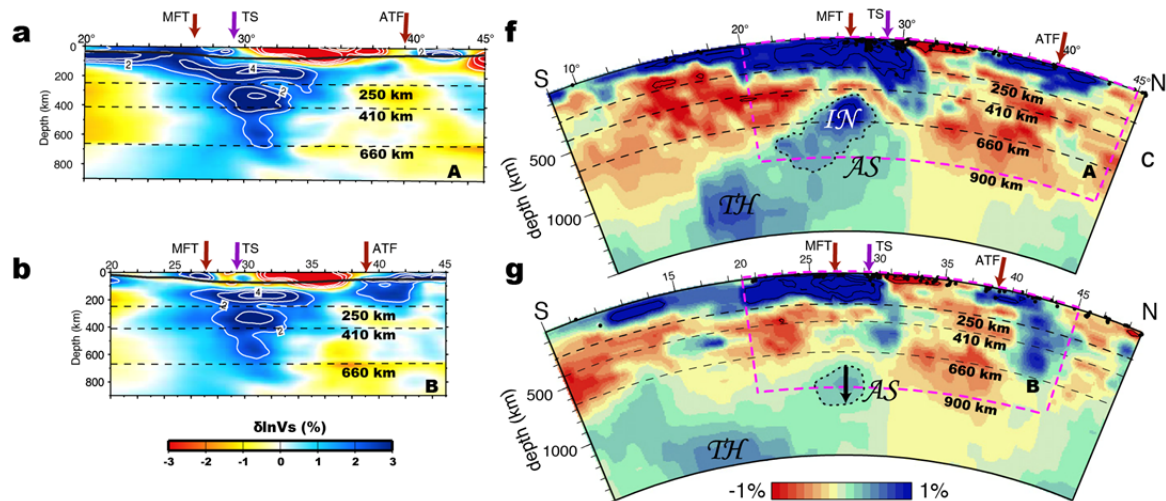 a
MFT TS ATF
20° 25° 30° 35° 40° 45°
0
200
400
600
800
Depth (km)
2
4
2
2
250 km
410 km
660 km
A
b
MFT TS ATF
20 25 30 35 40 45
0
200
400
600
800
Depth (km)
2
4
2
250 km
410 km
660 km
B
δlnVs (%)
-3 -2 -1 0 1 2 3
f
MFT TS ATF
S N
10° 20° 30° 40° 45°
500
1000
depth (km)
250 km
410 km
660 km
900 km
IN
AS
TH
A
C
g
MFT TS ATF
S N
15 20 25 30 35 40 45
500
1000
depth (km)
250 km
410 km
660 km
900 km
AS
TH
B
-1% 1%